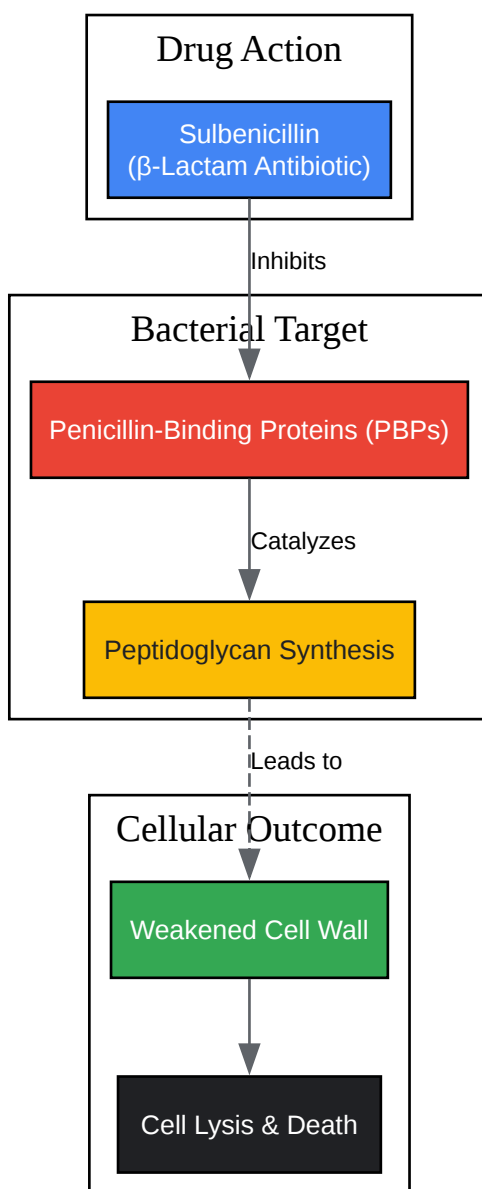 Drug Action
Sulbenicillin
(β-Lactam Antibiotic)
Inhibits
Bacterial Target
Penicillin-Binding Proteins (PBPs)
Catalyzes
Peptidoglycan Synthesis
Leads to
Cellular Outcome
Weakened Cell Wall
Cell Lysis & Death